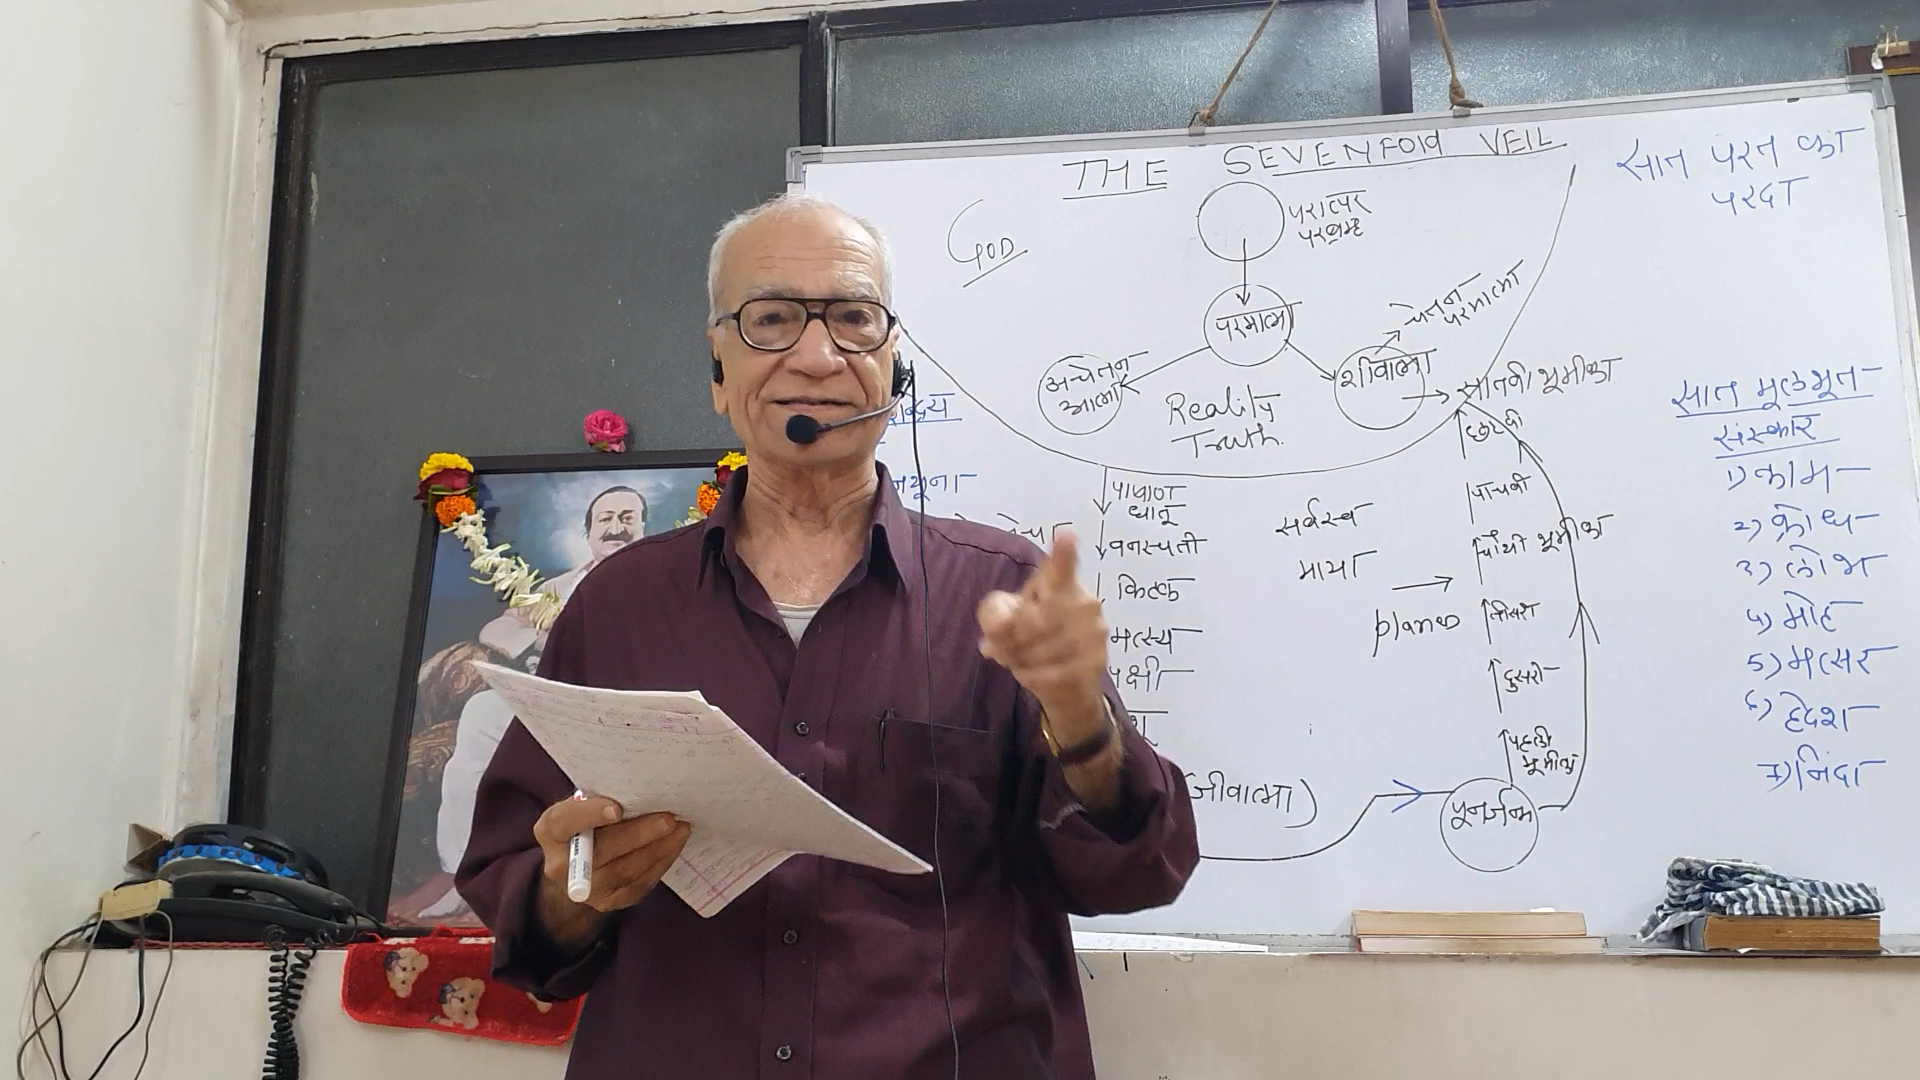 THE SEVENFOLD VEIL
सात परत का
परदा
GOD
परात्पर
परब्रम्ह
परमात्मा
अचेतन
आत्मा
शीवात्मा
चेतन
परमात्मा
Reality
Truth.
सातवी भूमीका
छटवी
पाचवी
चौथी भूमीका
तीसरी
दुसरी
पहली
भूमीका
पाषाण
धातू
वनस्पती
किटक
मत्स्य
पक्षी
सर्वस्व
माया
planes
(जीवात्मा)
पूनर्जन्म
सात मूलभूत
संस्कार
1) काम
2) क्रोध
3) लोभ
4) मोह
5) मत्सर
6) द्वेश
7) निंदा